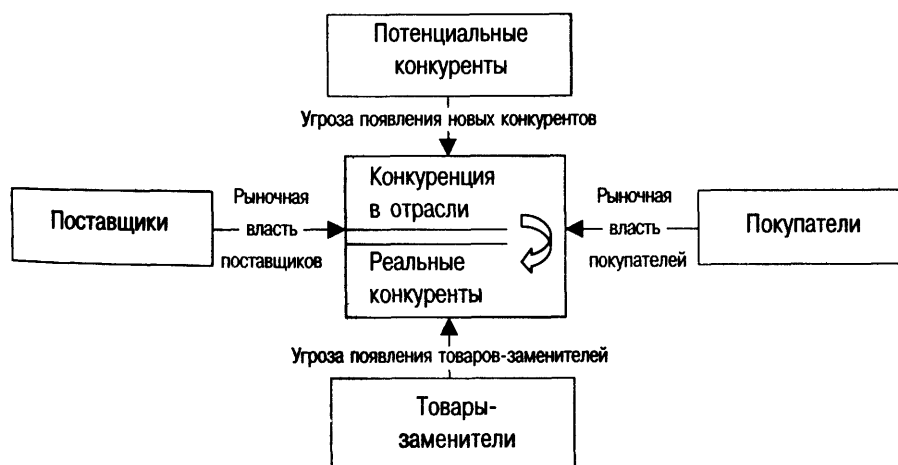 Потенциальные
конкуренты
Угроза появления новых конкурентов
Поставщики
Рыночная
власть
поставщиков
Конкуренция
в отрасли
Реальные
конкуренты
Рыночная
власть
покупателей
Покупатели
Угроза появления товаров-заменителей
Товары-
заменители